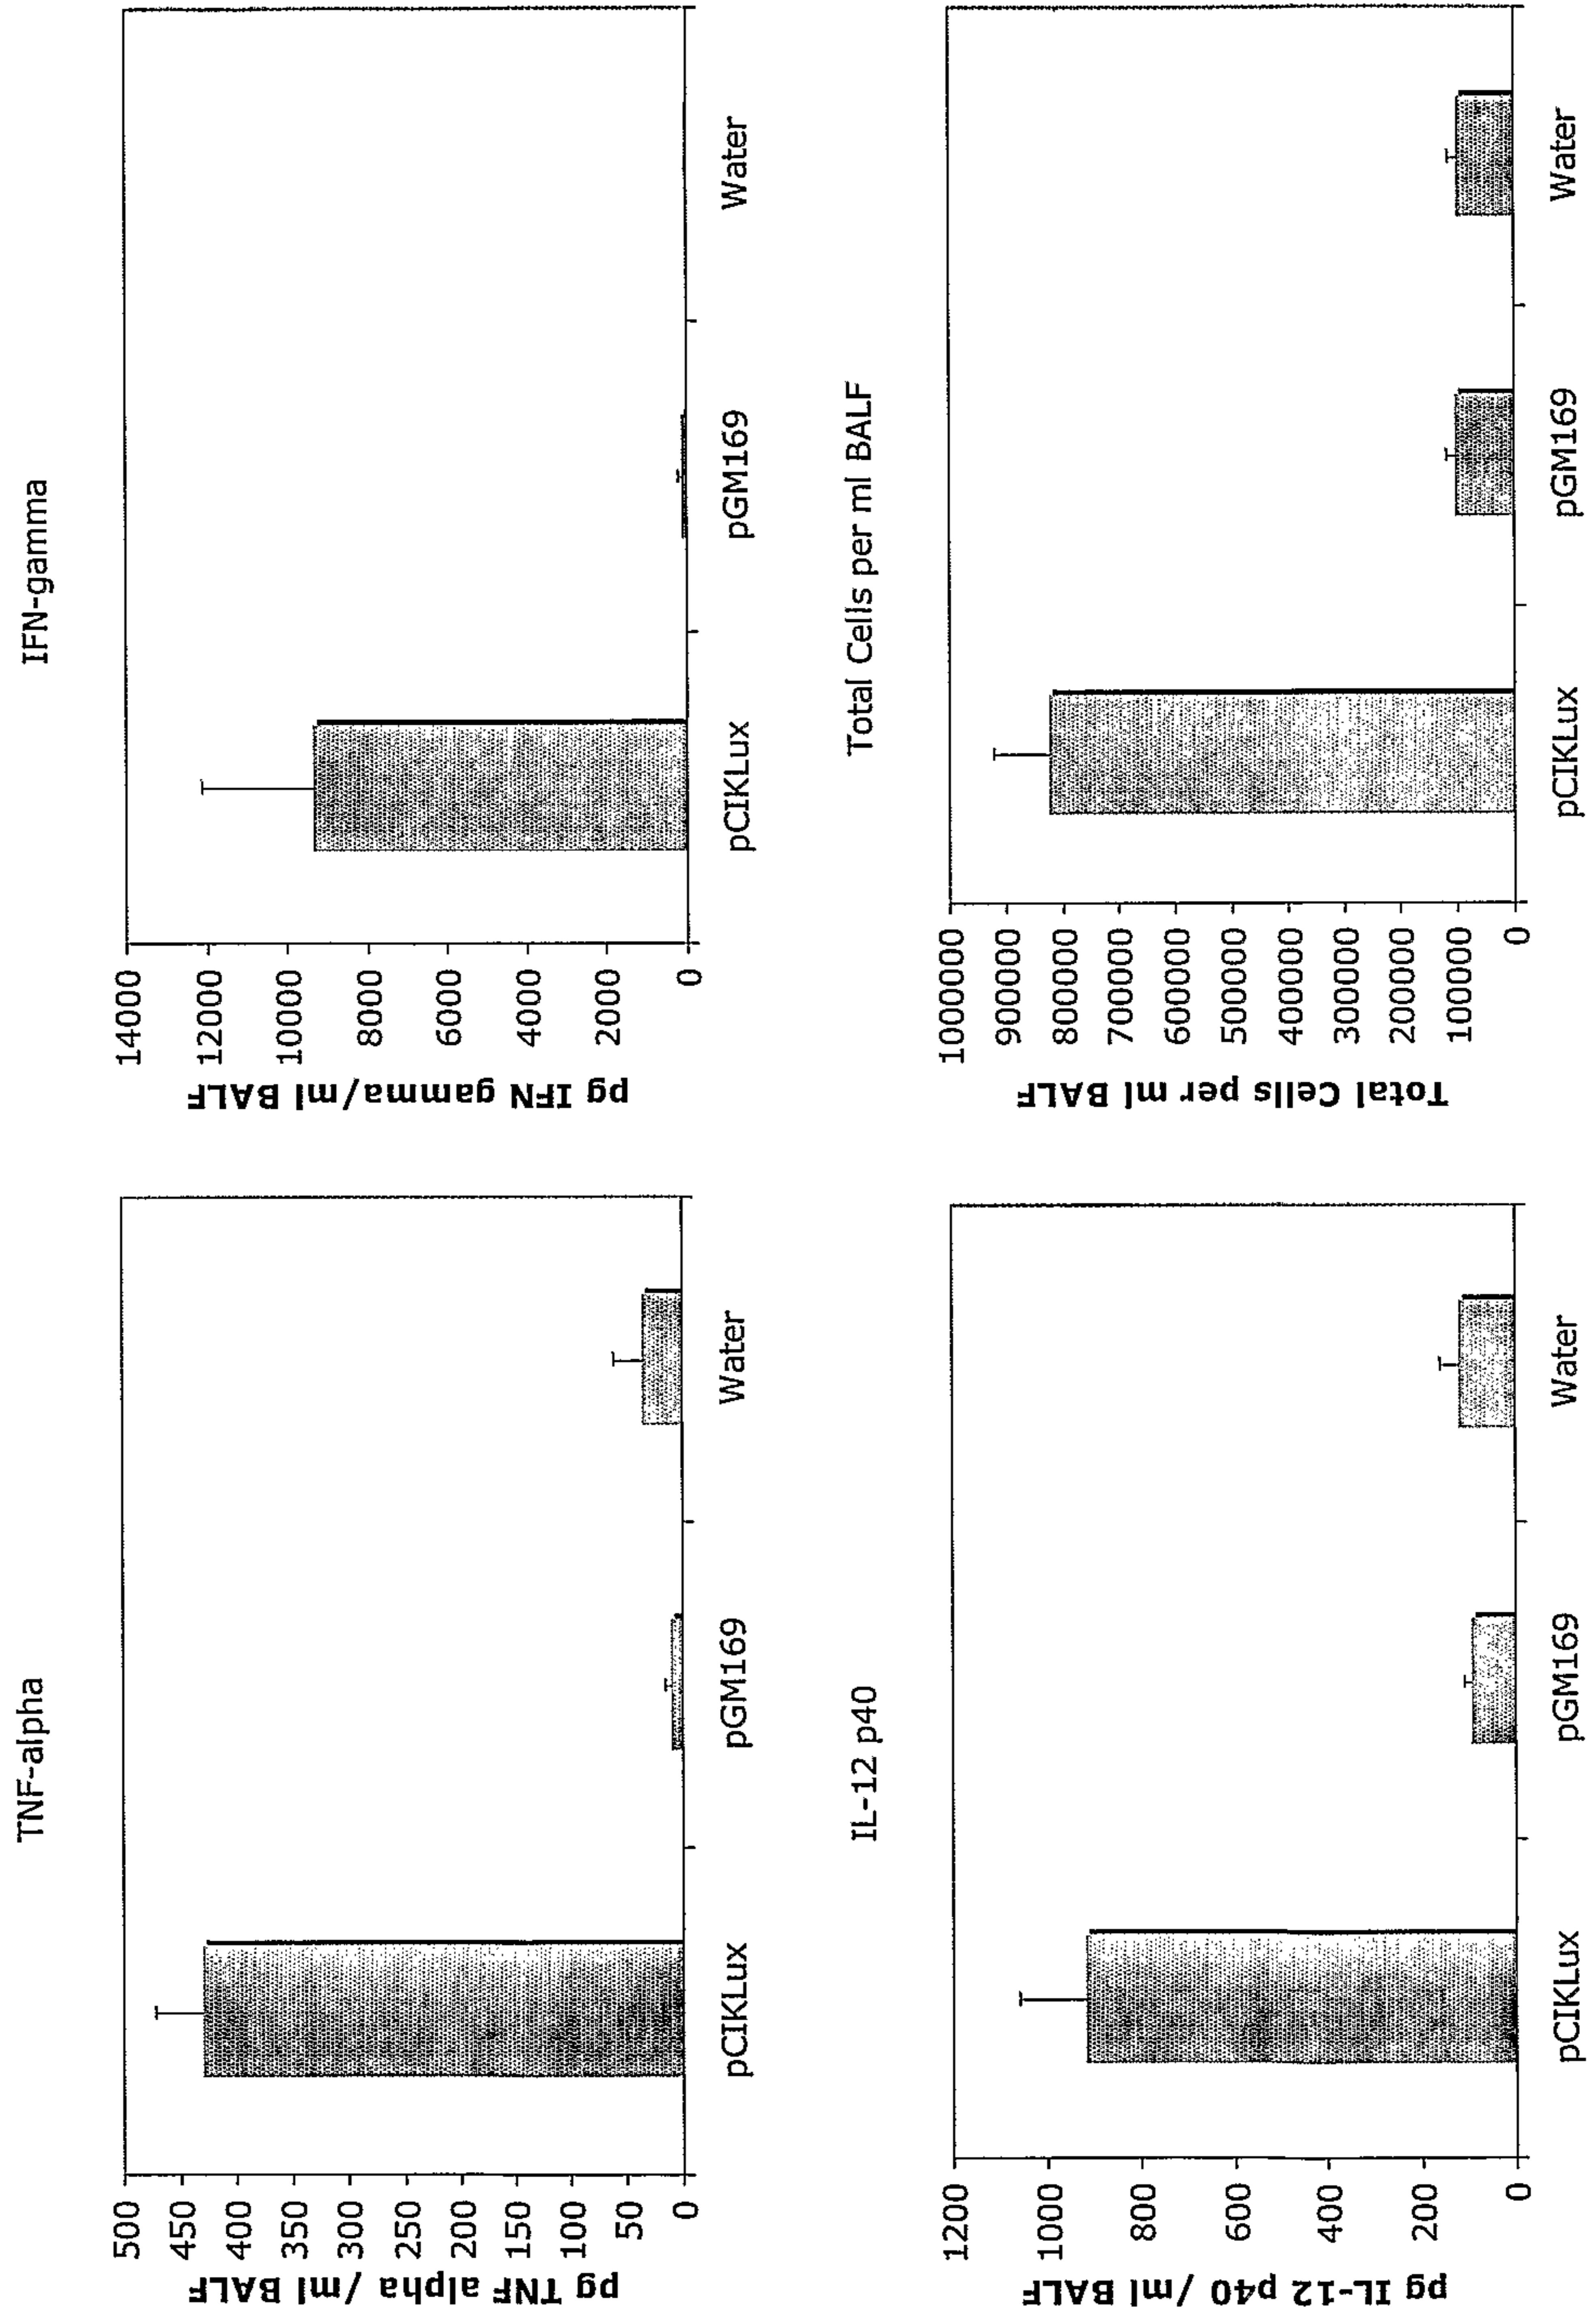 TNF-alpha
pg TNF alpha /ml BALF
500
450
400
350
300
250
200
150
100
50
0
pCIKLux
pGM169
Water
IFN-gamma
pg IFN gamma/ml BALF
14000
12000
10000
8000
6000
4000
2000
0
pCIKLux
pGM169
Water
IL-12 p40
pg IL-12 p40 / ml BALF
1200
1000
800
600
400
200
0
pCIKLux
pGM169
Water
Total Cells per ml BALF
Total Cells per ml BALF
1000000
900000
800000
700000
600000
500000
400000
300000
200000
100000
0
pCIKLux
pGM169
Water